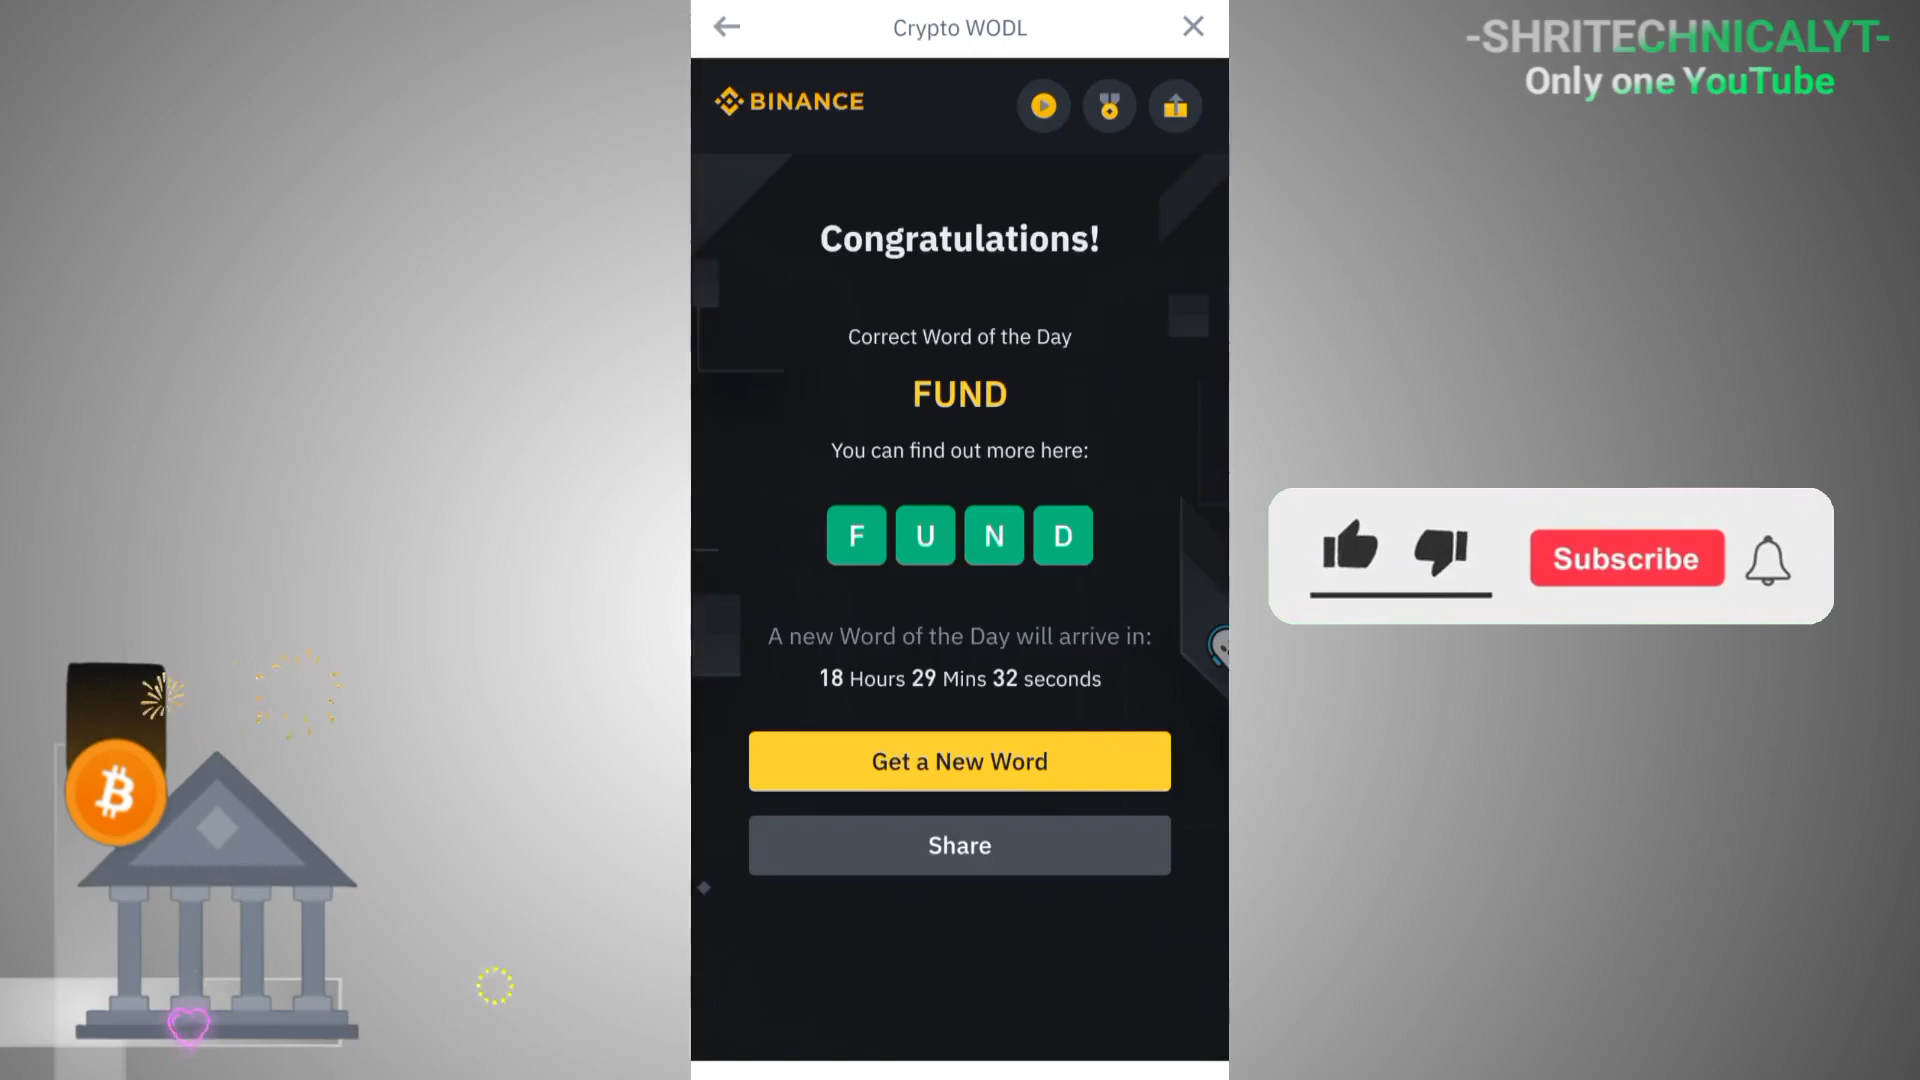 Crypto WODL
-SHRITECHNICALYT-
Only one YouTube
BINANCE
Congratulations!
Correct Word of the Day
FUND
You can find out more here:
F U N D
A new Word of the Day will arrive in:
18 Hours 29 Mins 32 seconds
Get a New Word
Share
Subscribe